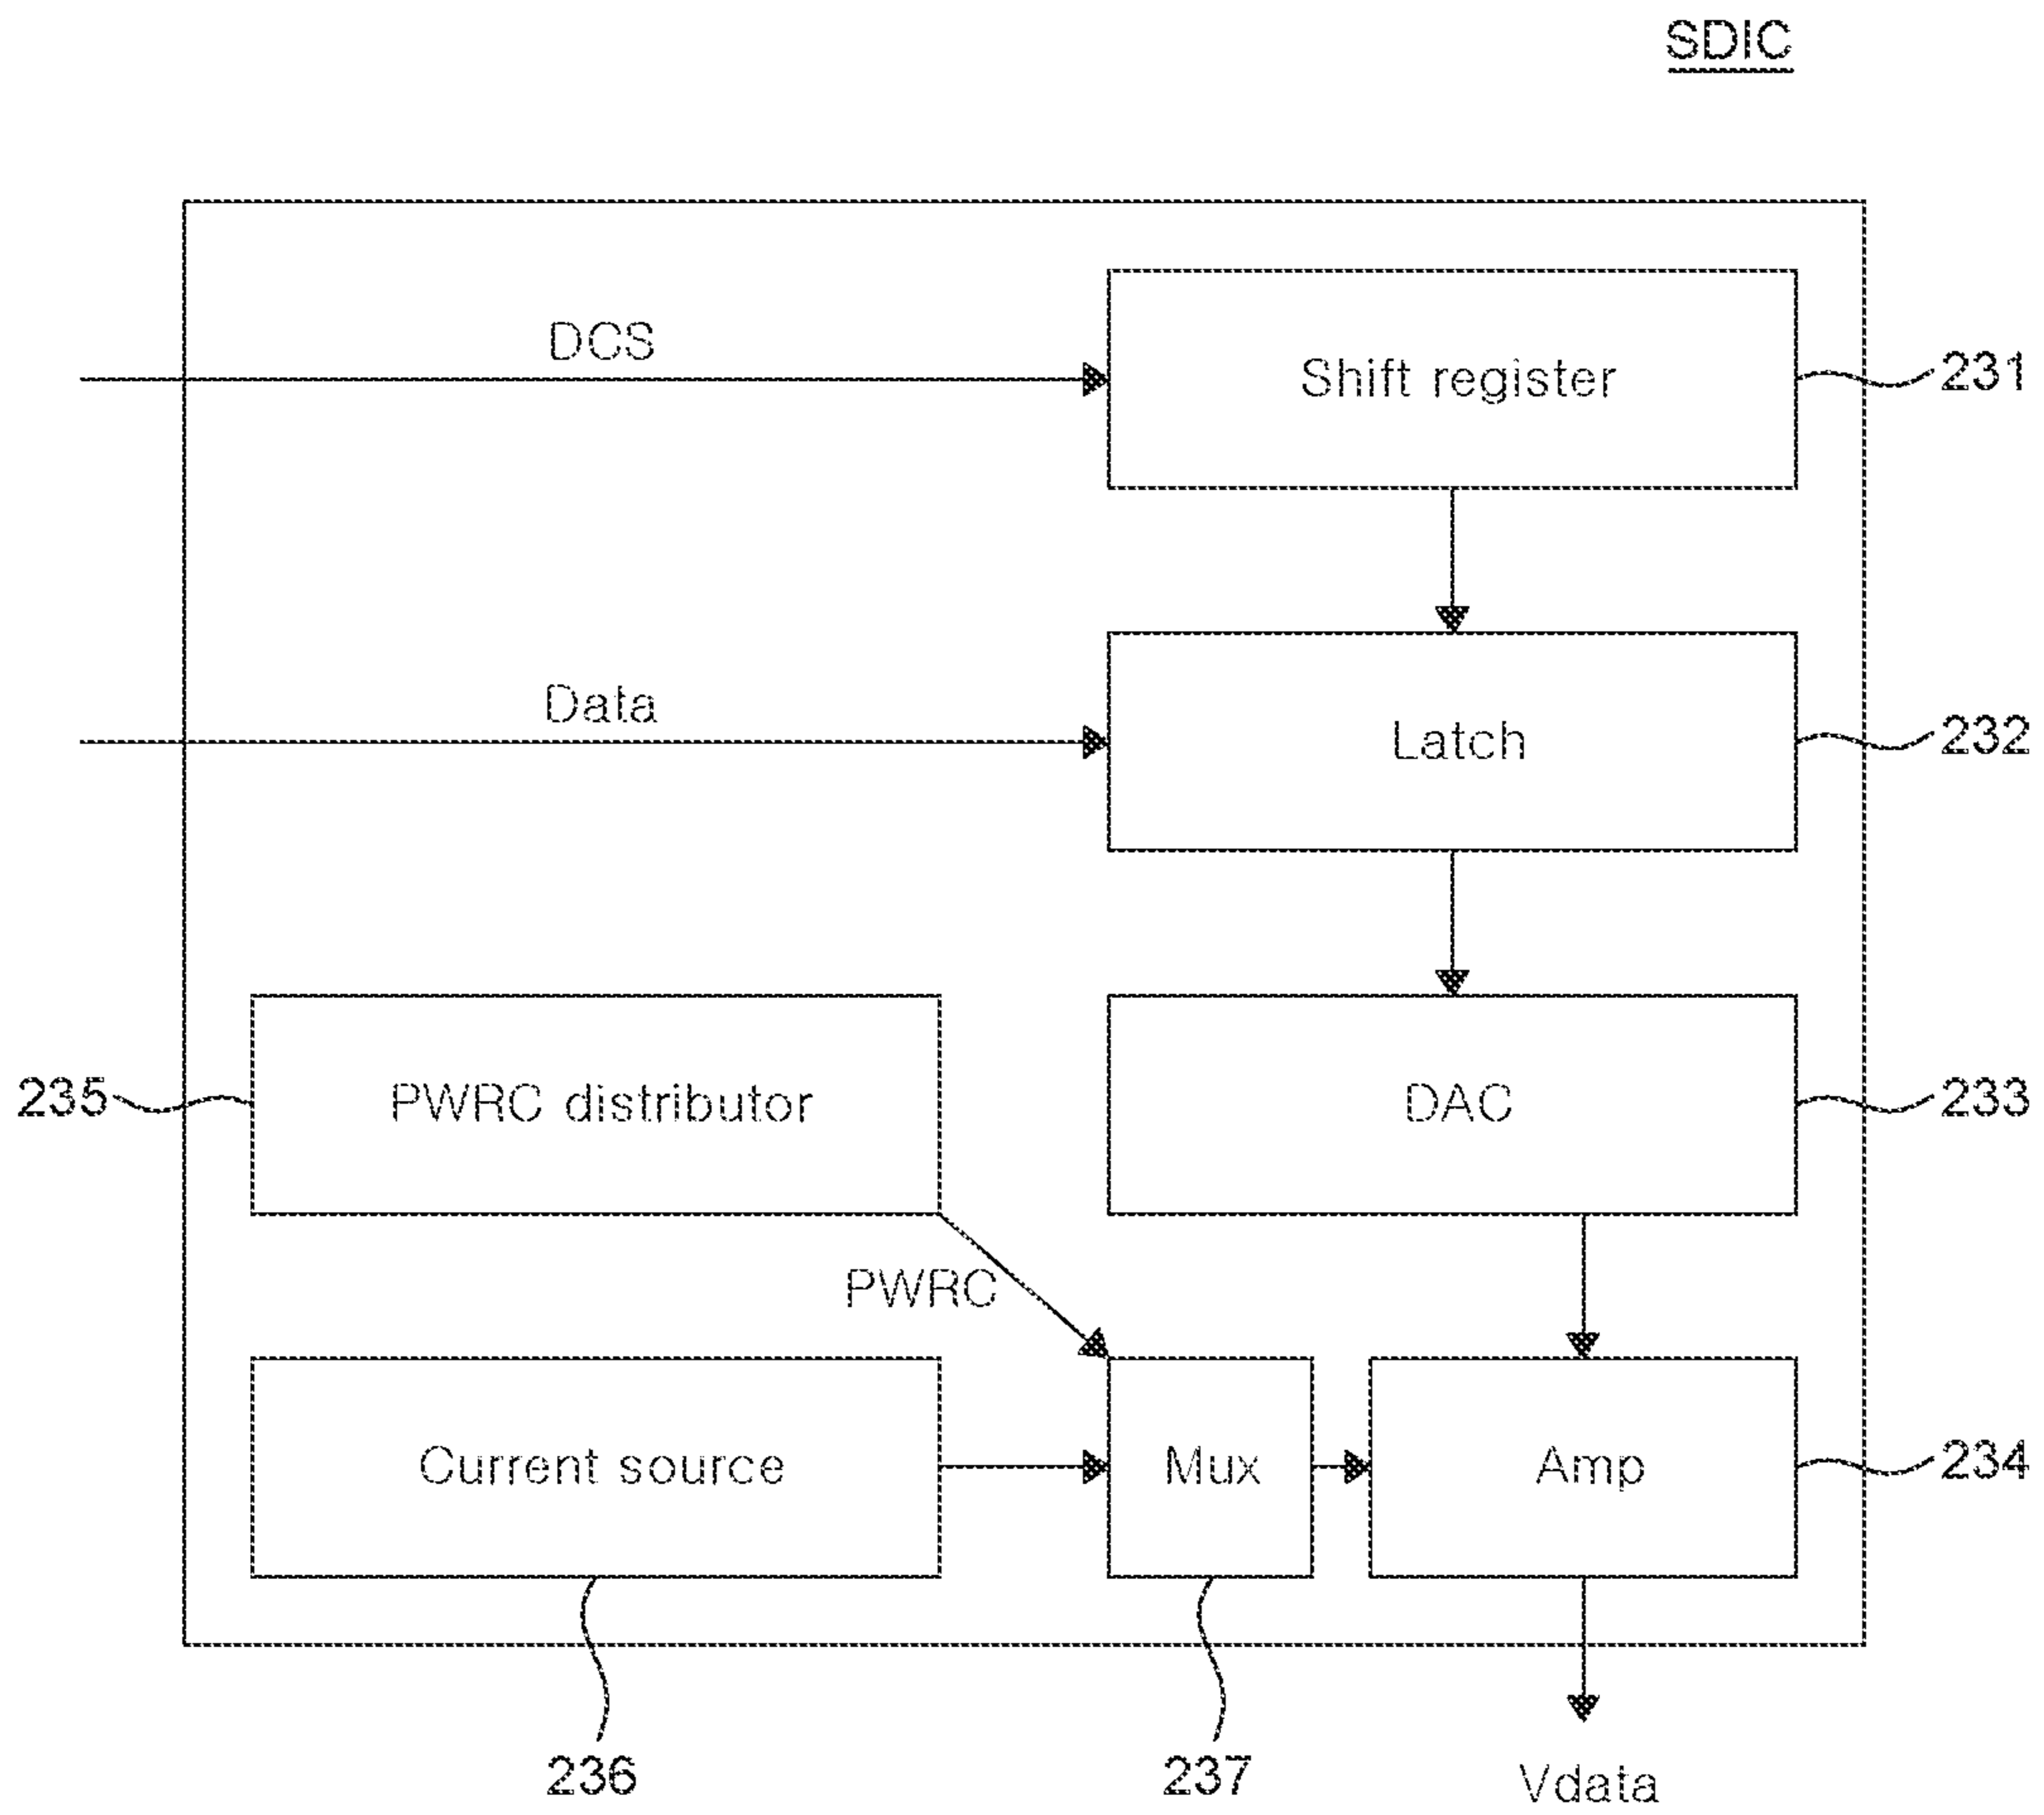 SDIC
DCS
Shift register
231
Data
Latch
232
235
PWRC distributor
DAC
233
PWRC
Current source
Mux
Amp
234
236
237
Vdata